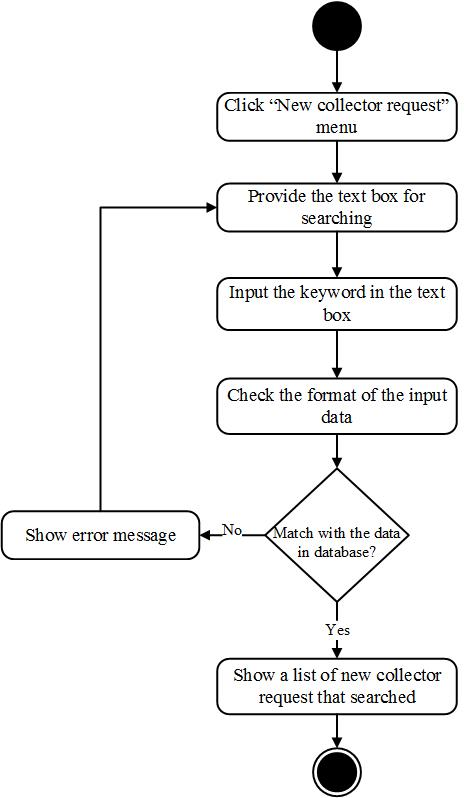 Click “New collector request”
menu
Provide the text box for
searching
Input the keyword in the text
box
Check the format of the input
data
Match with the data
in database?
No
Show error message
Yes
Show a list of new collector
request that searched